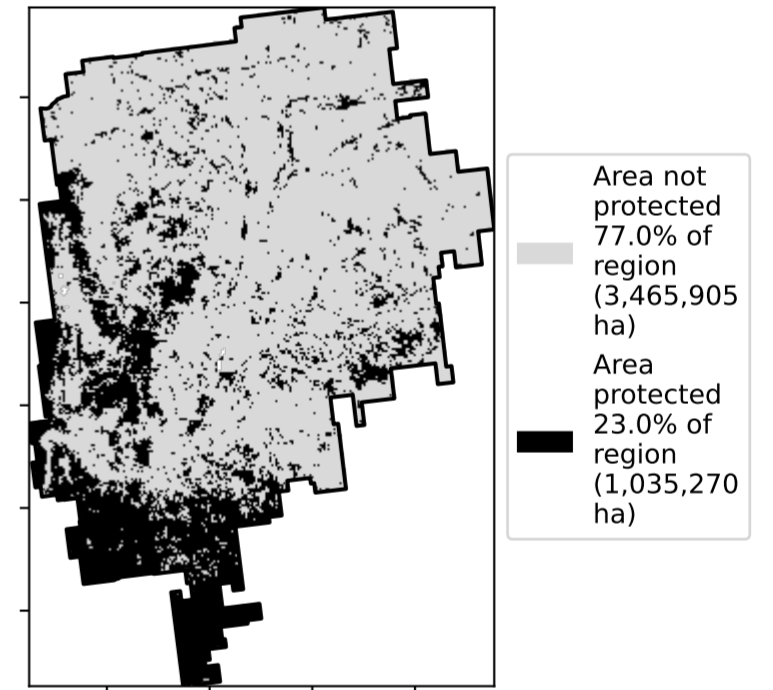 Area not
protected
77.0% of
region
(3,465,905
ha)
Area
protected
23.0% of
region
(1,035,270
ha)